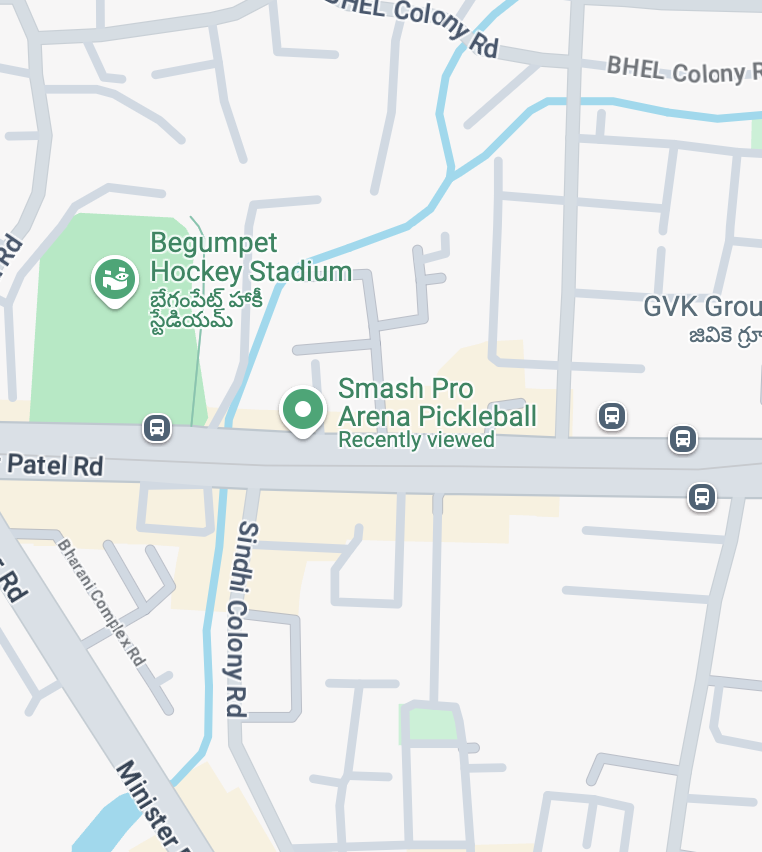 BHEL Colony Rd
BHEL Colony R
Rd
Begumpet
Hockey Stadium
బేగంపేట్ హాకీ
స్టేడియమ్
GVK Grou
జివికె గ్రూ
Smash Pro
Arena Pickleball
Recently viewed
Patel Rd
Sindhi Colony Rd
Bharani Complex Rd
Rd
Minister